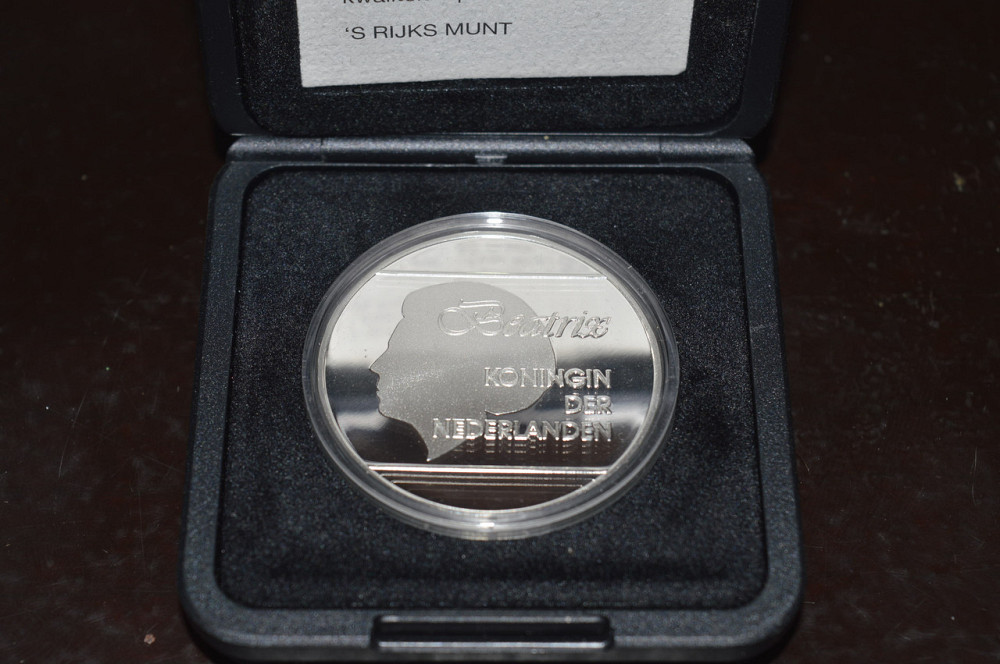 'S RIJKS MUNT
Beatrix
KONINGIN
DER
NEDERLANDEN